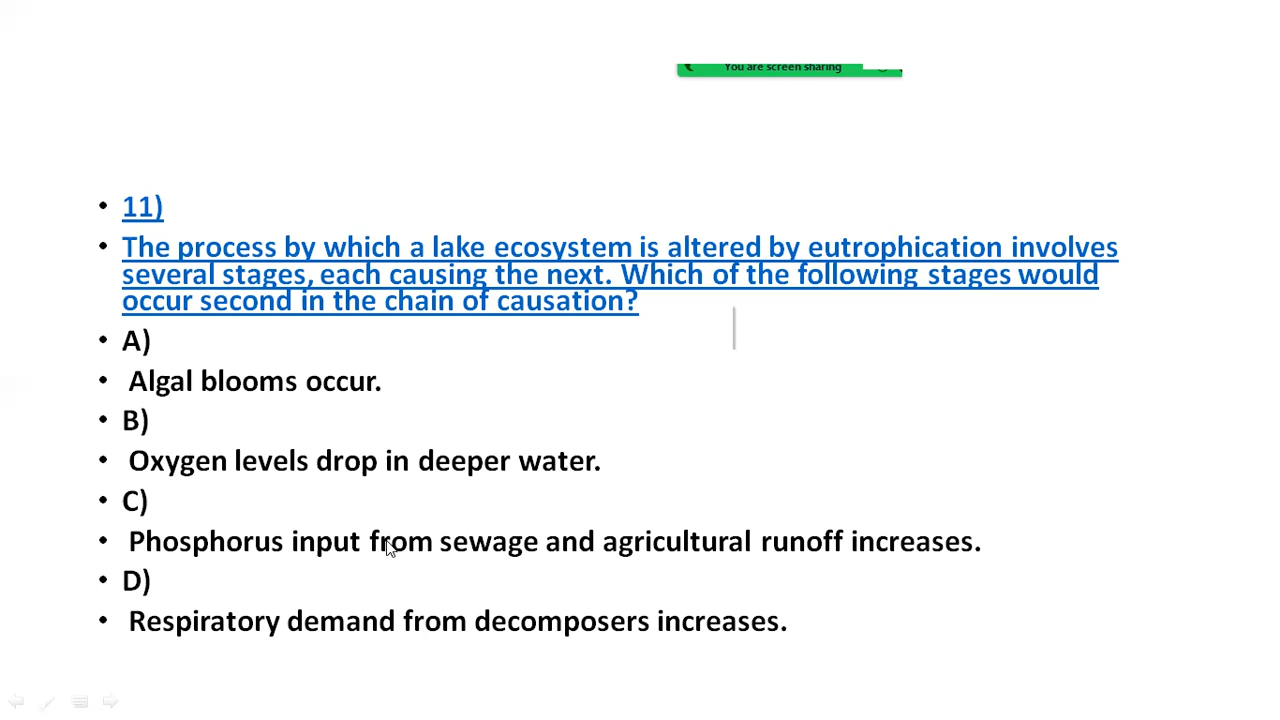 You are screen sharing
• 11)
• The process by which a lake ecosystem is altered by eutrophication involves
several stages, each causing the next. Which of the following stages would
occur second in the chain of causation?
• A)
• Algal blooms occur.
• B)
• Oxygen levels drop in deeper water.
• C)
• Phosphorus input from sewage and agricultural runoff increases.
• D)
• Respiratory demand from decomposers increases.